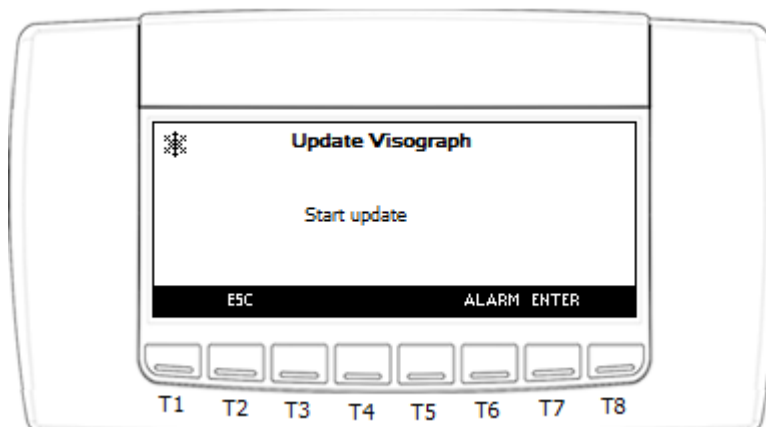 Update Visograph
Start update
ESC ALARM ENTER
T1 T2 T3 T4 T5 T6 T7 T8